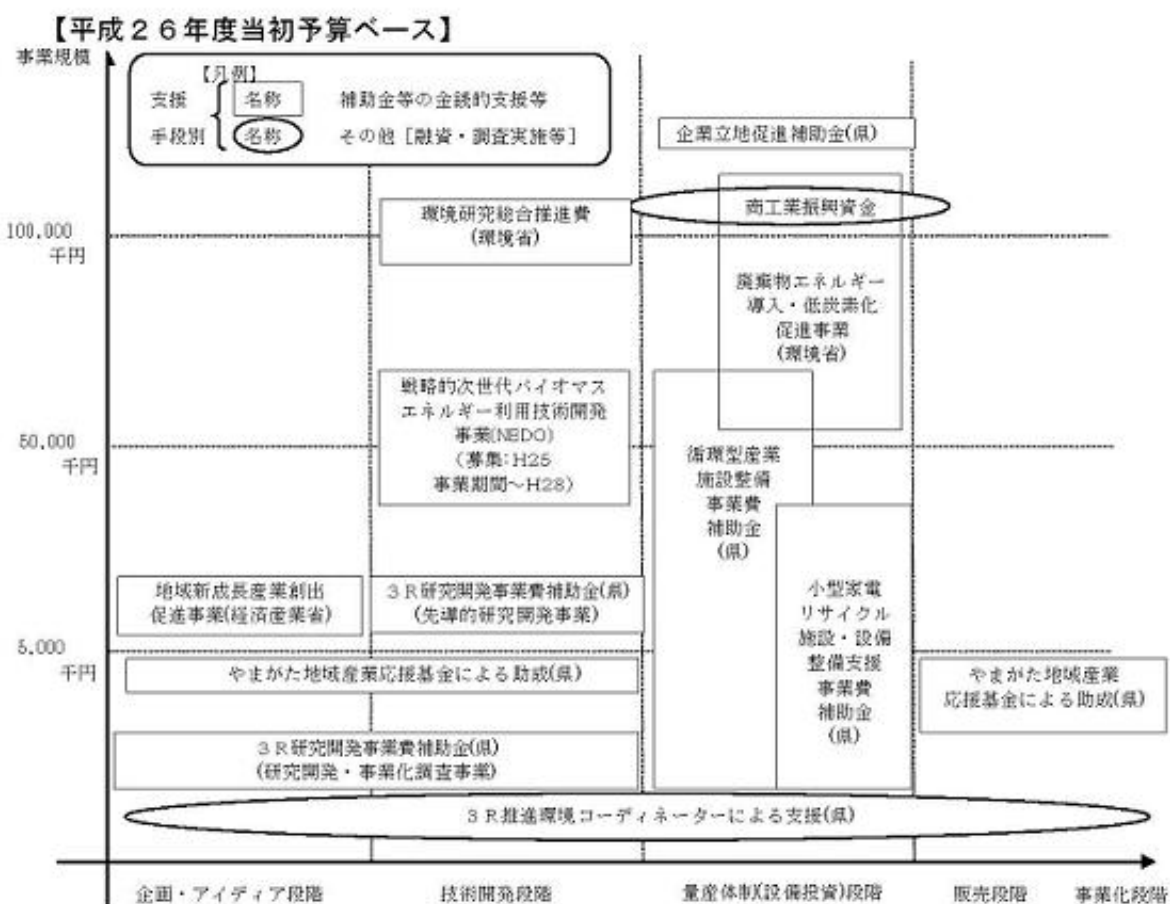 【平成２６年度当初予算ベース】
事業規模
【凡例】
支援
手段別
名称
補助金等の金銭的支援等
名称
その他［融資・調査実施等］
企業立地促進補助金(県)
環境研究総合推進費
(環境省)
商工業振興資金
100,000
千円
廃棄物エネルギー
導入・低炭素化
促進事業
(環境省)
戦略的次世代バイオマス
エネルギー利用技術開発
事業(NEDO)
（募集：H25
事業期間～H28）
50,000
千円
循環型産業
施設整備
事業費
補助金
(県)
地域新成長産業創出
促進事業(経済産業省)
３Ｒ研究開発事業費補助金(県)
(先導的研究開発事業)
小型家電
リサイクル
施設・設備
整備支援
事業費
補助金
(県)
5,000
千円
やまがた地域産業応援基金による助成(県)
やまがた地域産業
応援基金による助成(県)
３Ｒ研究開発事業費補助金(県)
(研究開発・事業化調査事業)
３Ｒ推進環境コーディネーターによる支援(県)
企画・アイディア段階
技術開発段階
量産体制(設備投資)段階
販売段階
事業化段階